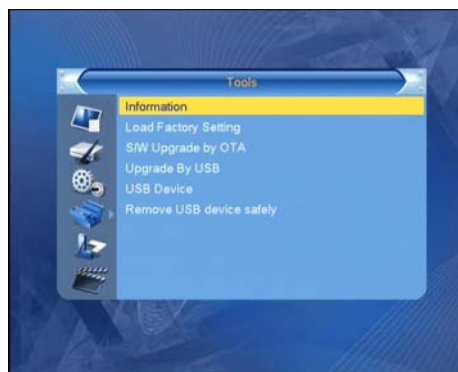 Tools
Information
Load Factory Setting
S/W Upgrade by OTA
Upgrade By USB
USB Device
Remove USB device safely